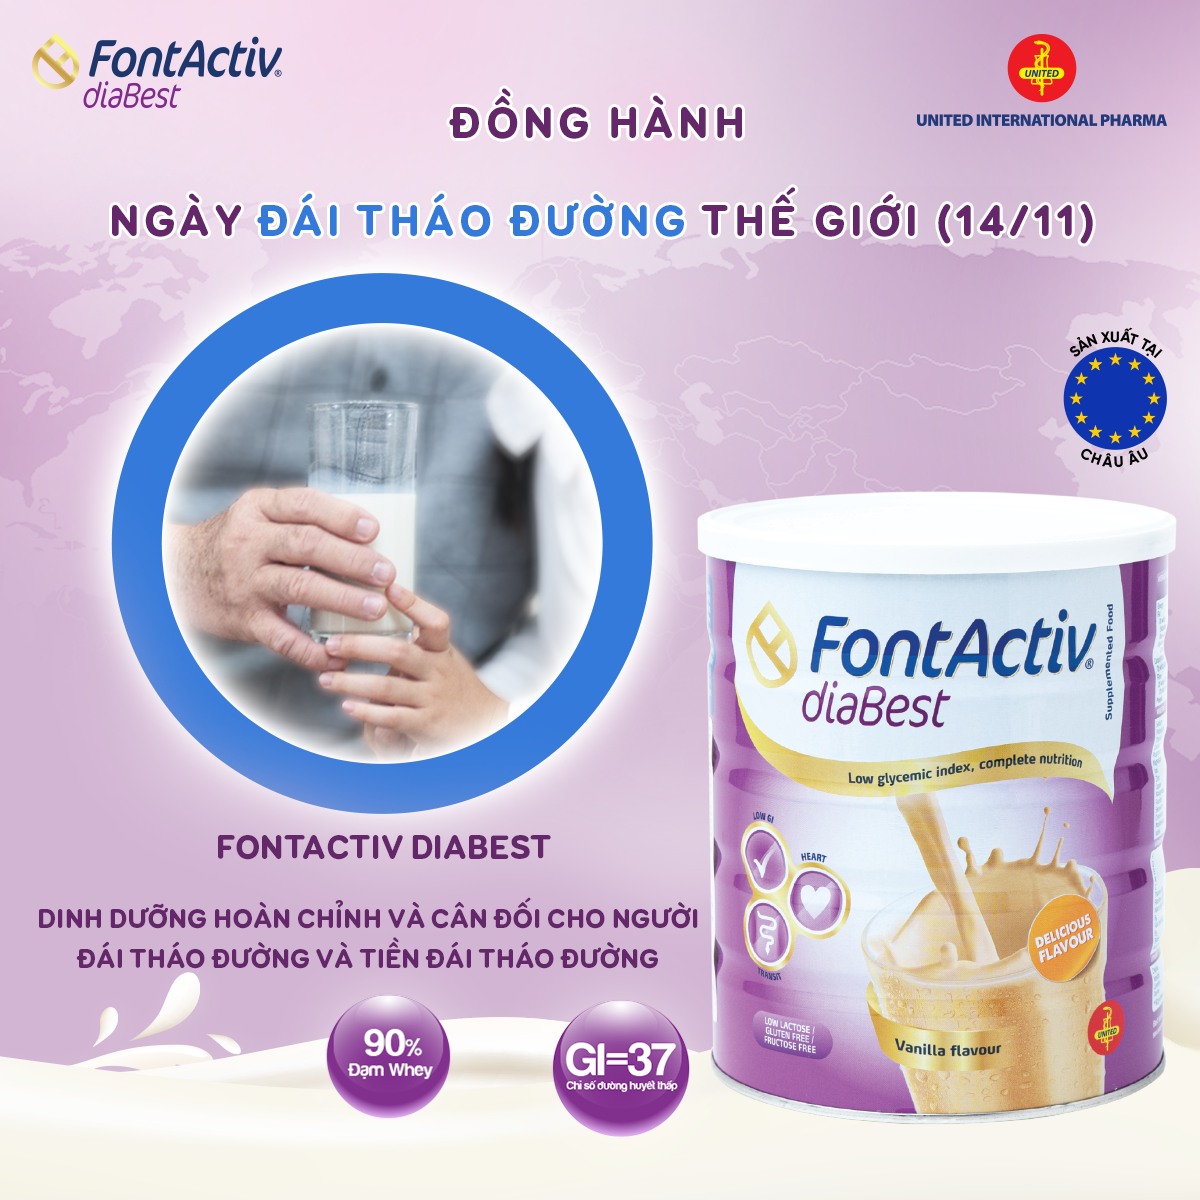 FontActiv®
diaBest
UNITED
UNITED INTERNATIONAL PHARMA
ĐỒNG HÀNH
NGÀY ĐÁI THÁO ĐƯỜNG THẾ GIỚI (14/11)
SẢN XUẤT TẠI
CHÂU ÂU
FontActiv®
diaBest
Supplemented Food
Low glycemic index, complete nutrition
LOW GI
HEART
TRANSIT
DELICIOUS
FLAVOUR
LOW LACTOSE /
GLUTEN FREE /
FRUCTOSE FREE
Vanilla flavour
UNITED
FONTACTIV DIABEST
DINH DƯỠNG HOÀN CHỈNH VÀ CÂN ĐỐI CHO NGƯỜI
ĐÁI THÁO ĐƯỜNG VÀ TIỀN ĐÁI THÁO ĐƯỜNG
90%
Đạm Whey
GI=37
Chỉ số đường huyết thấp